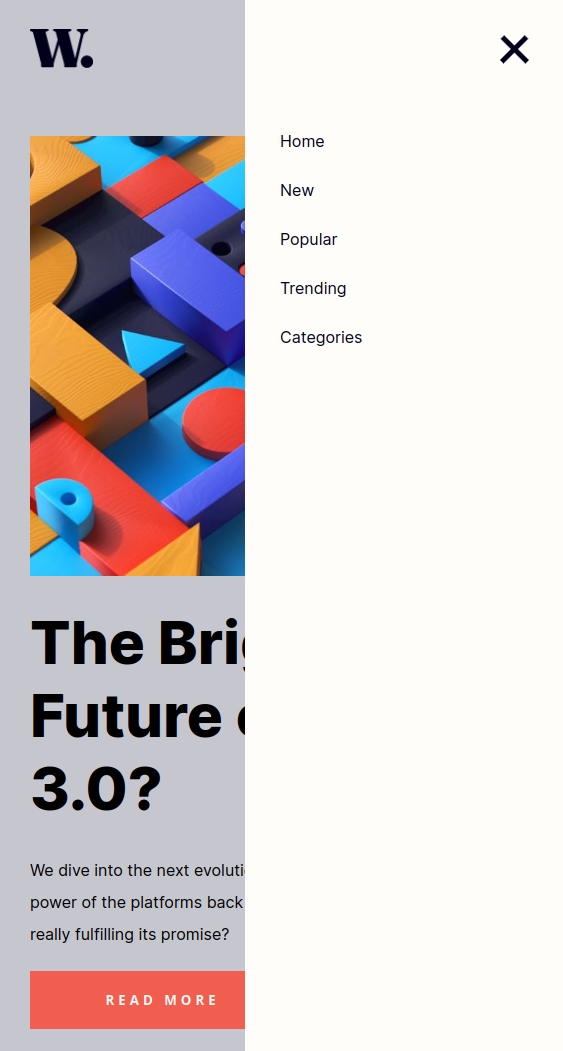 W.
Home
New
Popular
Trending
Categories
The Brig
Future
3.0?
We dive into the next evoluti
power of the platforms back
really fulfilling its promise?
READ MORE